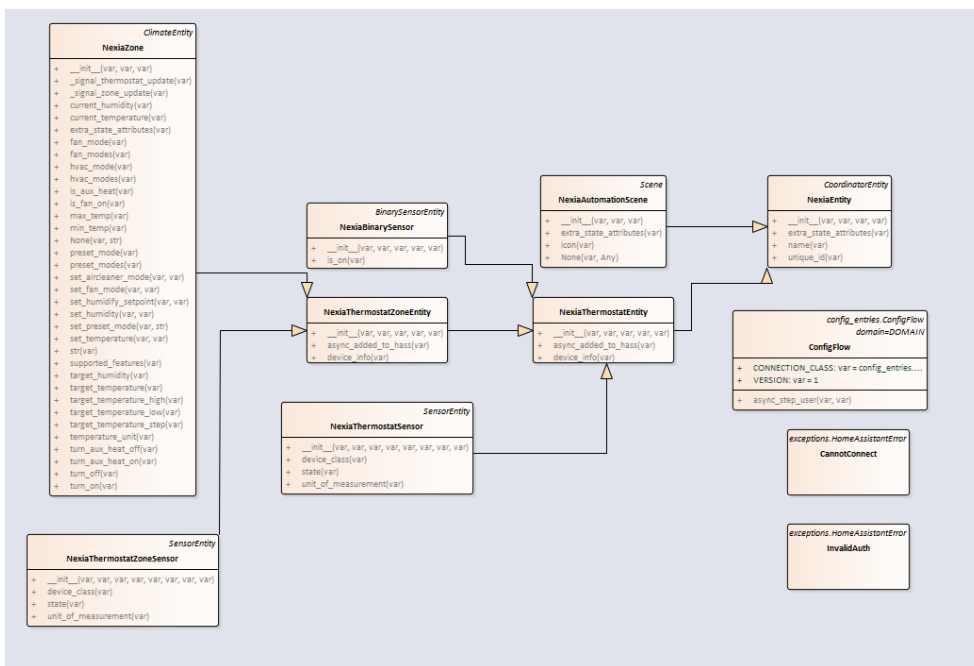 ClimateEntity
NexiaZone
+ __init__(var, var, var)
+ _signal_thermostat_update(var)
+ _signal_zone_update(var)
+ current_humidity(var)
+ current_temperature(var)
+ extra_state_attributes(var)
+ fan_mode(var)
+ fan_modes(var)
+ hvac_mode(var)
+ hvac_modes(var)
+ is_aux_heat(var)
+ is_fan_on(var)
+ max_temp(var)
+ min_temp(var)
+ None(var, str)
+ preset_mode(var)
+ preset_modes(var)
+ set_aircleaner_mode(var, var)
+ set_fan_mode(var, var)
+ set_humidify_setpoint(var, var)
+ set_humidity(var, var)
+ set_preset_mode(var, str)
+ set_temperature(var, var)
+ str(var)
+ supported_features(var)
+ target_humidity(var)
+ target_temperature(var)
+ target_temperature_high(var)
+ target_temperature_low(var)
+ target_temperature_step(var)
+ temperature_unit(var)
+ turn_aux_heat_off(var)
+ turn_aux_heat_on(var)
+ turn_off(var)
+ turn_on(var)
BinarySensorEntity
NexiaBinarySensor
+ __init__(var, var, var, var, var)
+ is_on(var)
Scene
NexiaAutomationScene
+ __init__(var, var, var)
+ extra_state_attributes(var)
+ icon(var)
+ None(var, Any)
CoordinatorEntity
NexiaEntity
+ __init__(var, var, var, var)
+ extra_state_attributes(var)
+ name(var)
+ unique_id(var)
NexiaThermostatZoneEntity
+ __init__(var, var, var, var, var)
+ async_added_to_hass(var)
+ device_info(var)
NexiaThermostatEntity
+ __init__(var, var, var, var, var)
+ async_added_to_hass(var)
+ device_info(var)
config_entries.ConfigFlow
domain=DOMAIN
ConfigFlow
+ CONNECTION_CLASS: var = config_entries....
+ VERSION: var = 1
+ async_step_user(var, var)
SensorEntity
NexiaThermostatSensor
+ __init__(var, var, var, var, var, var, var, var)
+ device_class(var)
+ state(var)
+ unit_of_measurement(var)
exceptions.HomeAssistantError
CannotConnect
exceptions.HomeAssistantError
InvalidAuth
SensorEntity
NexiaThermostatZoneSensor
+ __init__(var, var, var, var, var, var, var, var)
+ device_class(var)
+ state(var)
+ unit_of_measurement(var)